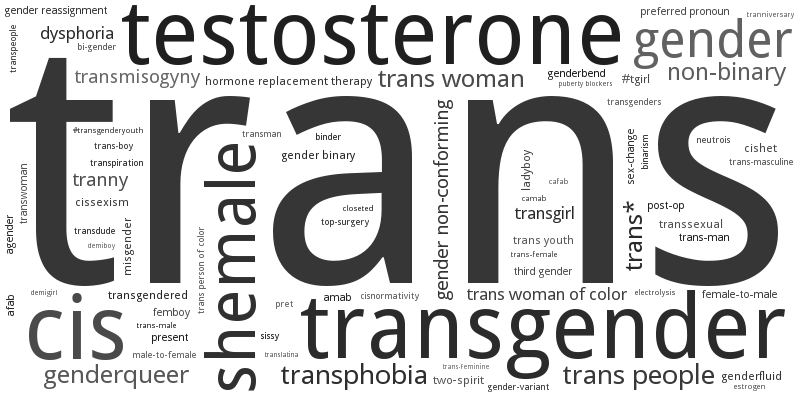 gender reassignment
testosterone
preferred pronoun
tranniversary
transpeople
dysphoria
bi-gender
gender
transmisogyny
hormone replacement therapy
trans woman
genderbend
puberty blockers
#tgirl
non-binary
trans
transgenders
#transgenderyouth
trans-boy
transpiration
tranny
cissexism
transwoman
agender
transdude
demiboy
misgender
trans person of color
shemale
transman
binder
gender binary
closeted
top-surgery
gender non-conforming
ladyboy
cafab
camab
transgirl
trans youth
trans-female
third gender
sex-change
binarism
neutrois
cishet
trans-masculine
trans*
post-op
transsexual
trans-man
afab
demigirl
transgendered
cis
femboy
trans-male
present
male-to-female
genderqueer
pret
amab
cisnormativity
trans woman of color
electrolysis
female-to-male
sissy
translatina
transgender
transphobia
trans-feminine
two-spirit
gender-variant
trans people
genderfluid
estrogen